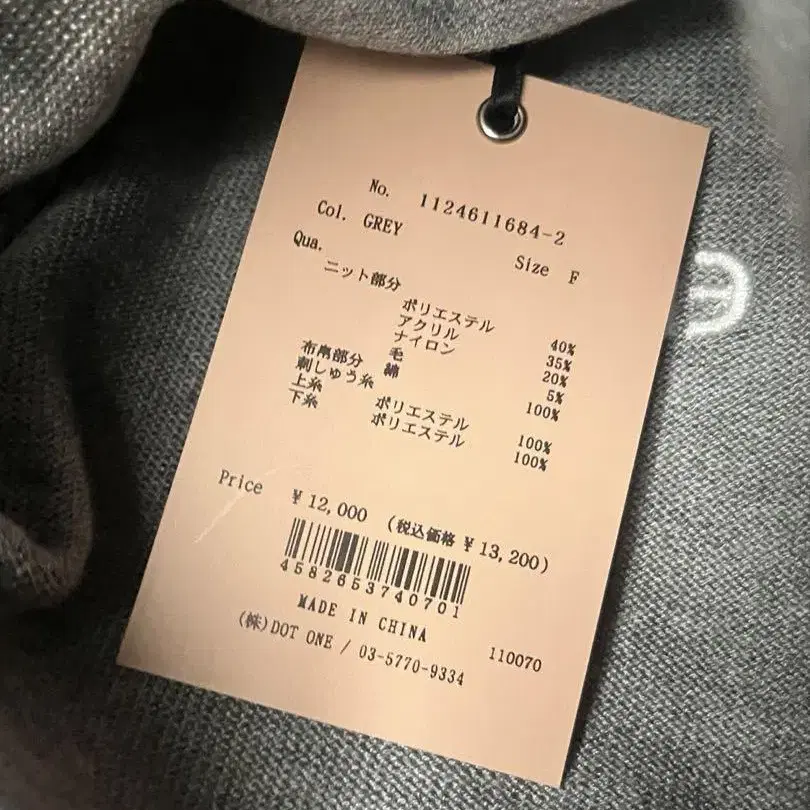 No. 1124611684-2
Col. GREY
Size F
Qua.
ニット部分
ポリエステル 40%
アクリル 35%
ナイロン 20%
毛 5%
布帛部分 綿 100%
刺しゅう糸
上糸 ポリエステル 100%
下糸 ポリエステル 100%
Price ¥12,000 (税込価格 ¥13,200)
4582653740701
MADE IN CHINA
(株)DOT ONE / 03-5770-9334
110070